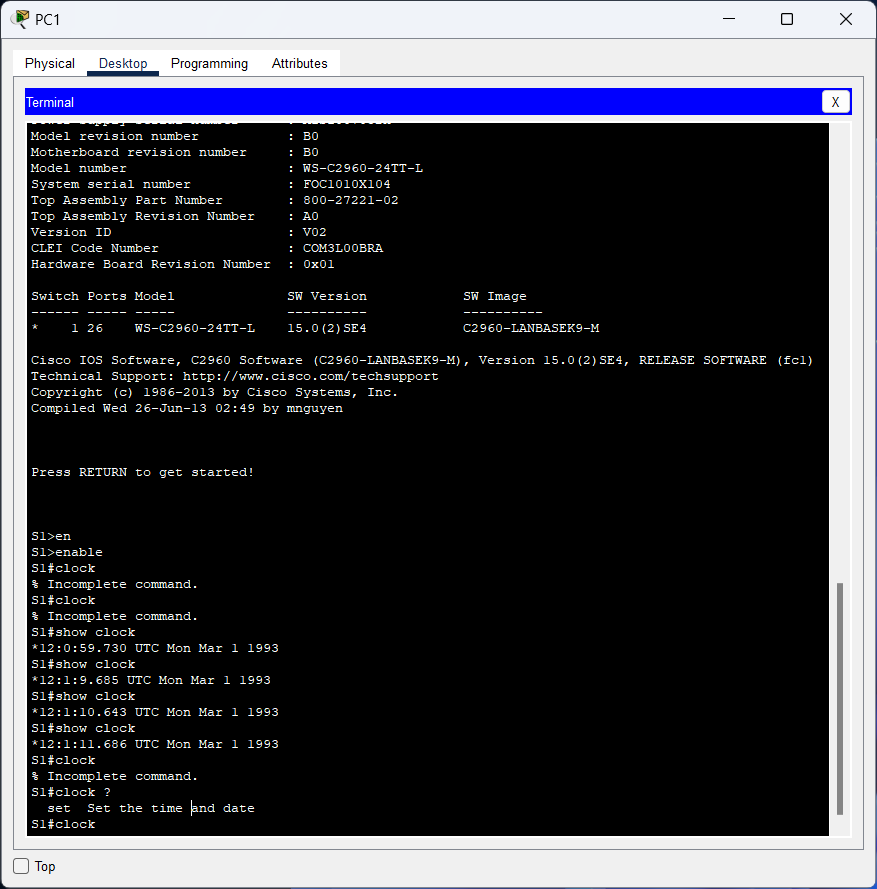 PC1
Physical Desktop Programming Attributes
Terminal X
Model revision number : B0
Motherboard revision number : B0
Model number : WS-C2960-24TT-L
System serial number : FOC1010X104
Top Assembly Part Number : 800-27221-02
Top Assembly Revision Number : A0
Version ID : V02
CLEI Code Number : COM3L00BRA
Hardware Board Revision Number : 0x01
Switch Ports Model SW Version SW Image
------ ----- ----- ---------- ----------
* 1 26 WS-C2960-24TT-L 15.0(2)SE4 C2960-LANBASEK9-M
Cisco IOS Software, C2960 Software (C2960-LANBASEK9-M), Version 15.0(2)SE4, RELEASE SOFTWARE (fc1)
Technical Support: http://www.cisco.com/techsupport
Copyright (c) 1986-2013 by Cisco Systems, Inc.
Compiled Wed 26-Jun-13 02:49 by mnguyen
Press RETURN to get started!
S1>en
S1>enable
S1#clock
% Incomplete command.
S1#clock
% Incomplete command.
S1#show clock
*12:0:59.730 UTC Mon Mar 1 1993
S1#show clock
*12:1:9.685 UTC Mon Mar 1 1993
S1#show clock
*12:1:10.643 UTC Mon Mar 1 1993
S1#show clock
*12:1:11.686 UTC Mon Mar 1 1993
S1#clock
% Incomplete command.
S1#clock ?
set Set the time and date
S1#clock
Top